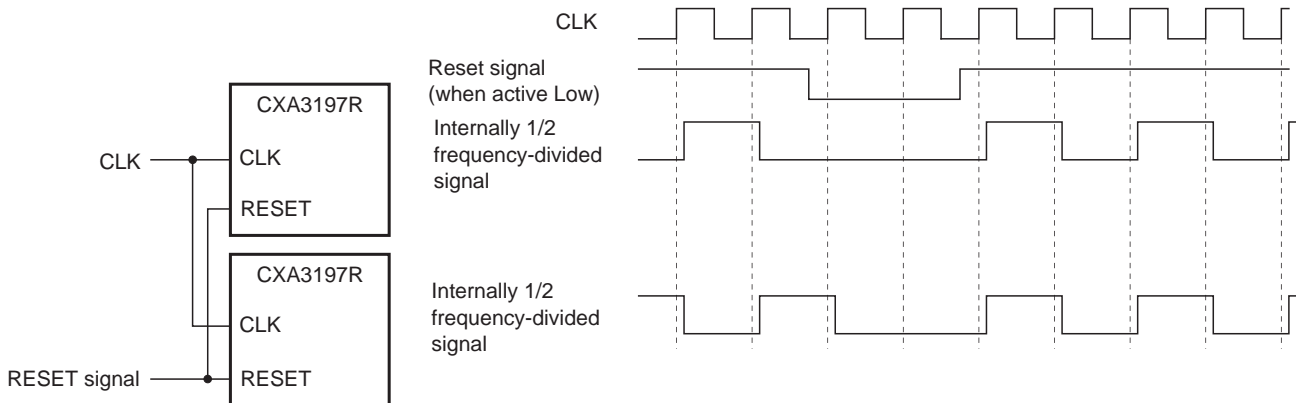 CXA3197R
CLK
CLK
RESET
CXA3197R
CLK
RESET signal
RESET
CLK
Reset signal
(when active Low)
Internally 1/2
frequency-divided
signal
Internally 1/2
frequency-divided
signal